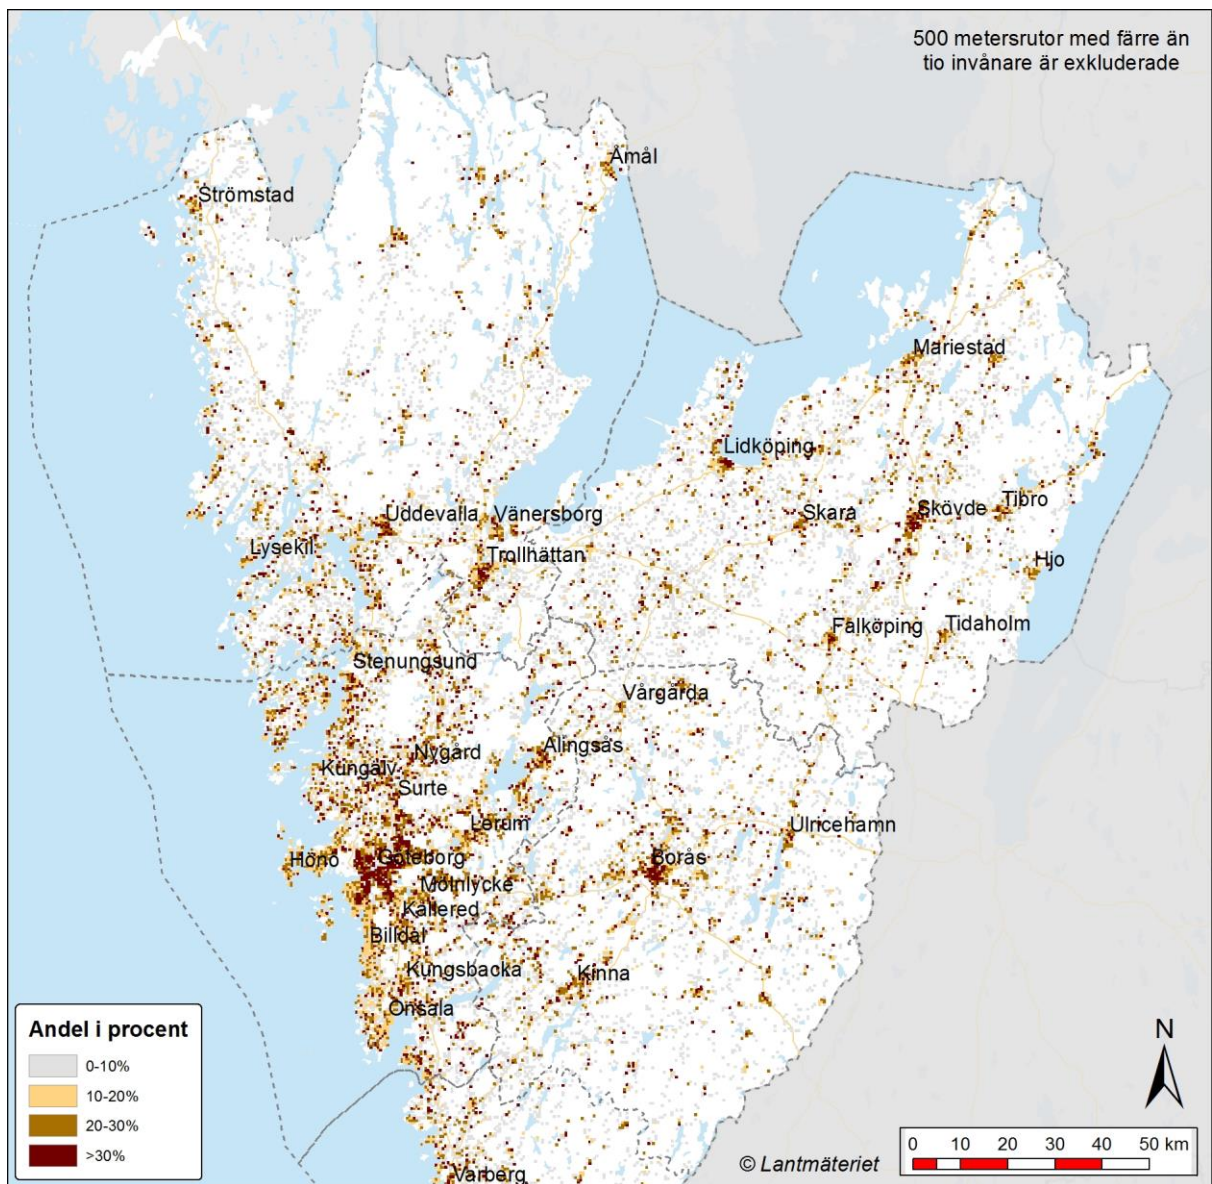 500 metersrutor med färre än
tio invånare är exkluderade
Åmål
Strömstad
Mariestad
Lidköping
Uddevalla
Vänersborg
Skara
Skövde
Tibro
Lysekil
Trollhättan
Hjo
Falköping
Tidaholm
Stenungsund
Vårgårda
Nygård
Alingsås
Kungälv
Surte
Lerum
Ulricehamn
Hönö
Göteborg
Borås
Mölnlycke
Kållered
Billdal
Kungsbacka
Kinna
Onsala
Varberg
Andel i procent
0-10%
10-20%
20-30%
>30%
N
0 10 20 30 40 50 km
© Lantmäteriet